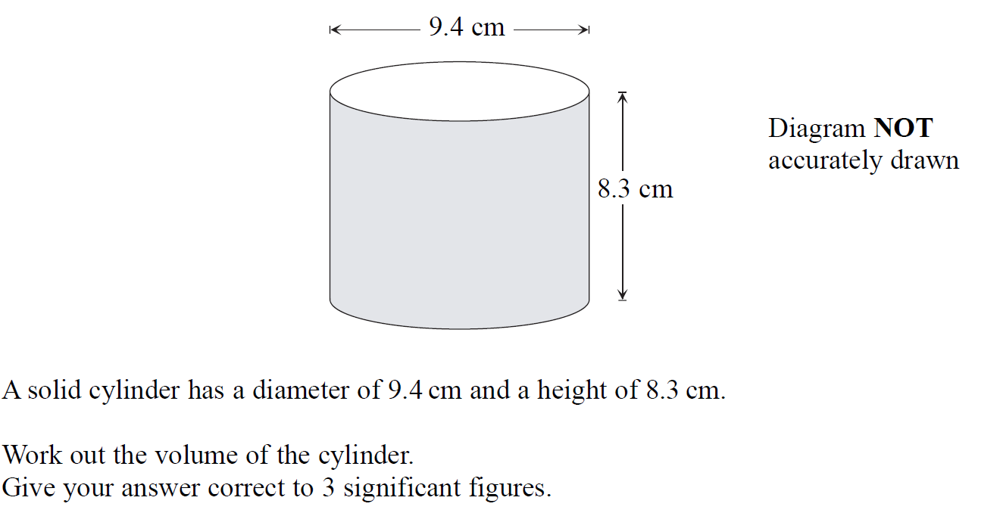 9.4 cm
Diagram NOT
accurately drawn
8.3 cm
A solid cylinder has a diameter of 9.4 cm and a height of 8.3 cm.
Work out the volume of the cylinder.
Give your answer correct to 3 significant figures.